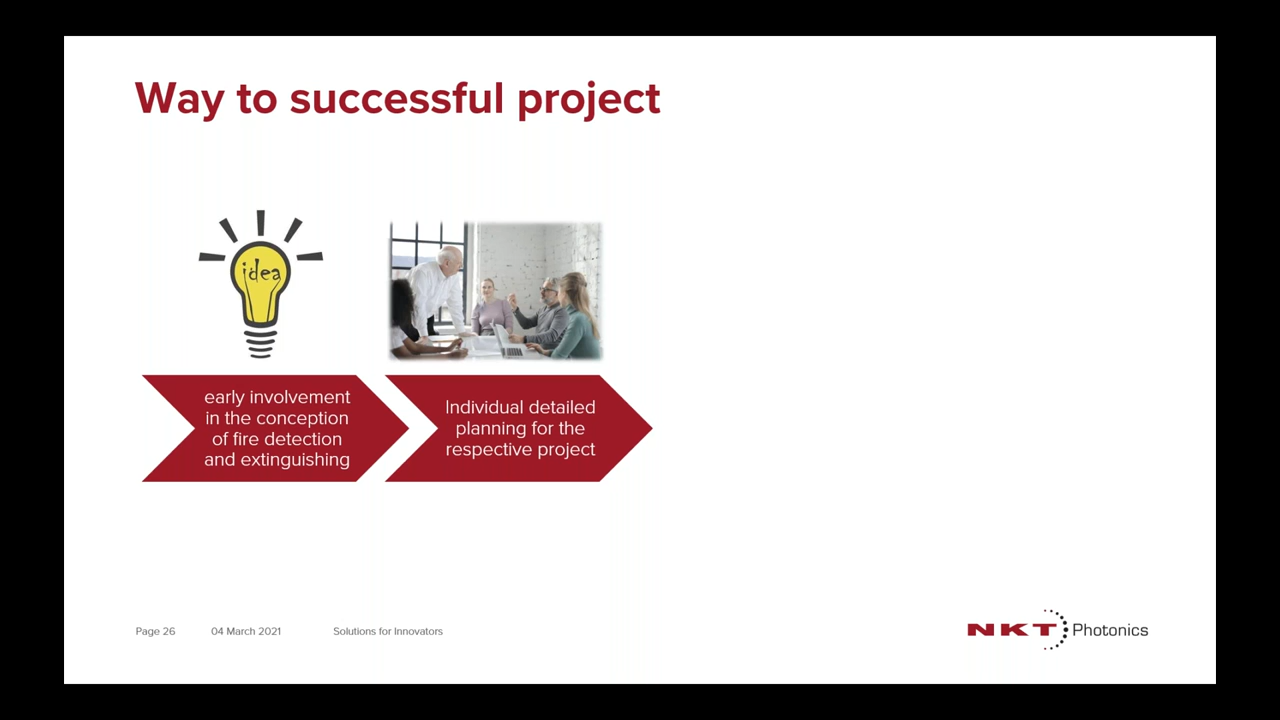 Way to successful project
idea
early involvement
in the conception
of fire detection
and extinguishing
Individual detailed
planning for the
respective project
Page 26 04 March 2021 Solutions for Innovators
NKT Photonics